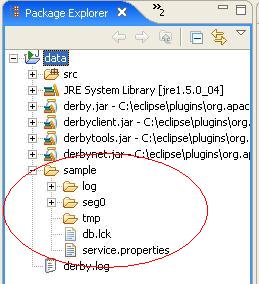 Package Explorer
2
data
src
JRE System Library [jre1.5.0_04]
derby.jar - C:\eclipse\plugins\org.apac
derbyclient.jar - C:\eclipse\plugins\org.
derbytools.jar - C:\eclipse\plugins\org.a
derbynet.jar - C:\eclipse\plugins\org.ap
sample
log
seg0
tmp
db.lck
service.properties
derby.log